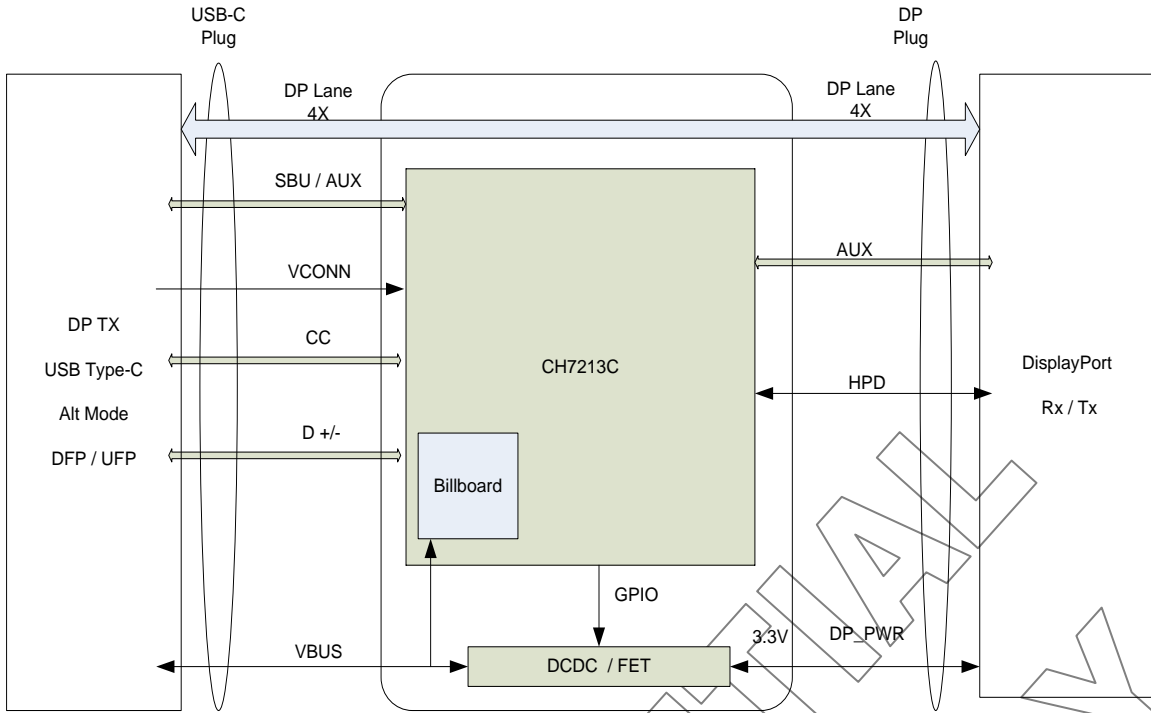 USB-C
Plug
DP
Plug
DP Lane
4X
DP Lane
4X
SBU / AUX
AUX
VCONN
DP TX
USB Type-C
Alt Mode
DFP / UFP
CC
CH7213C
HPD
DisplayPort
Rx / Tx
D +/-
Billboard
GPIO
VBUS
DCDC / FET
3.3V
DP_PWR